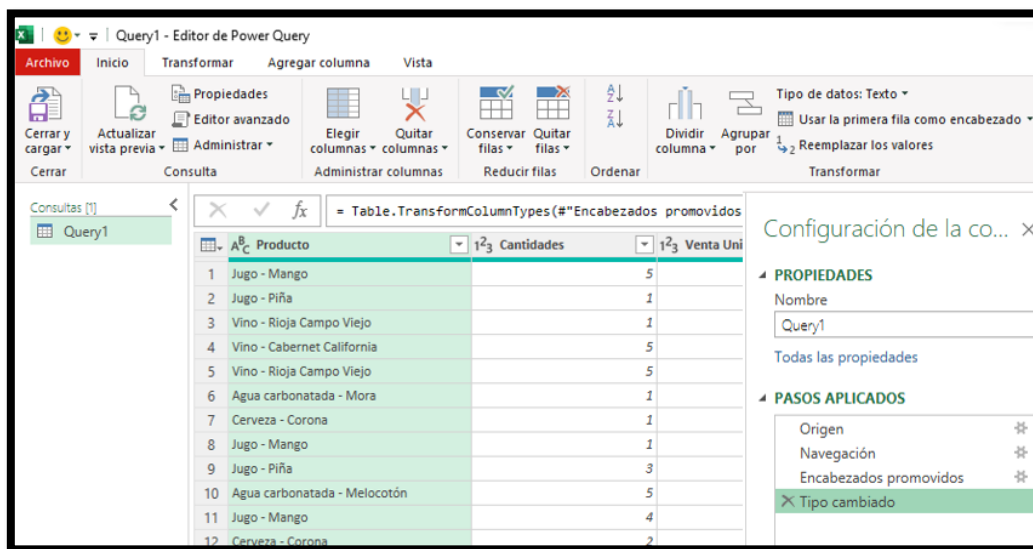 Query1 - Editor de Power Query
Archivo Inicio Transformar Agregar columna Vista
Cerrar y cargar
Actualizar vista previa
Propiedades
Editor avanzado
Administrar
Elegir columnas
Quitar columnas
Conservar filas
Quitar filas
Dividir columna
Agrupar por
Tipo de datos: Texto
Usar la primera fila como encabezado
Reemplazar los valores
Cerrar Consulta Administrar columnas Reducir filas Ordenar Transformar
Consultas [1]
Query1
fx = Table.TransformColumnTypes(#"Encabezados promovidos
Producto Cantidades Venta Uni
1 Jugo - Mango 5
2 Jugo - Piña 1
3 Vino - Rioja Campo Viejo 1
4 Vino - Cabernet California 5
5 Vino - Rioja Campo Viejo 5
6 Agua carbonatada - Mora 1
7 Cerveza - Corona 1
8 Jugo - Mango 1
9 Jugo - Piña 3
10 Agua carbonatada - Melocotón 5
11 Jugo - Mango 4
12 Cerveza - Corona 2
Configuración de la co...
PROPIEDADES
Nombre
Query1
Todas las propiedades
PASOS APLICADOS
Origen
Navegación
Encabezados promovidos
Tipo cambiado